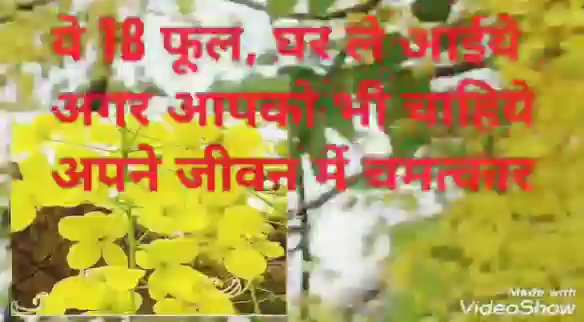 ये 18 फूल, घर ले आईये
अगर आपको भी चाहिये
अपने जीवन में चमत्कार
Made with
VideoShow